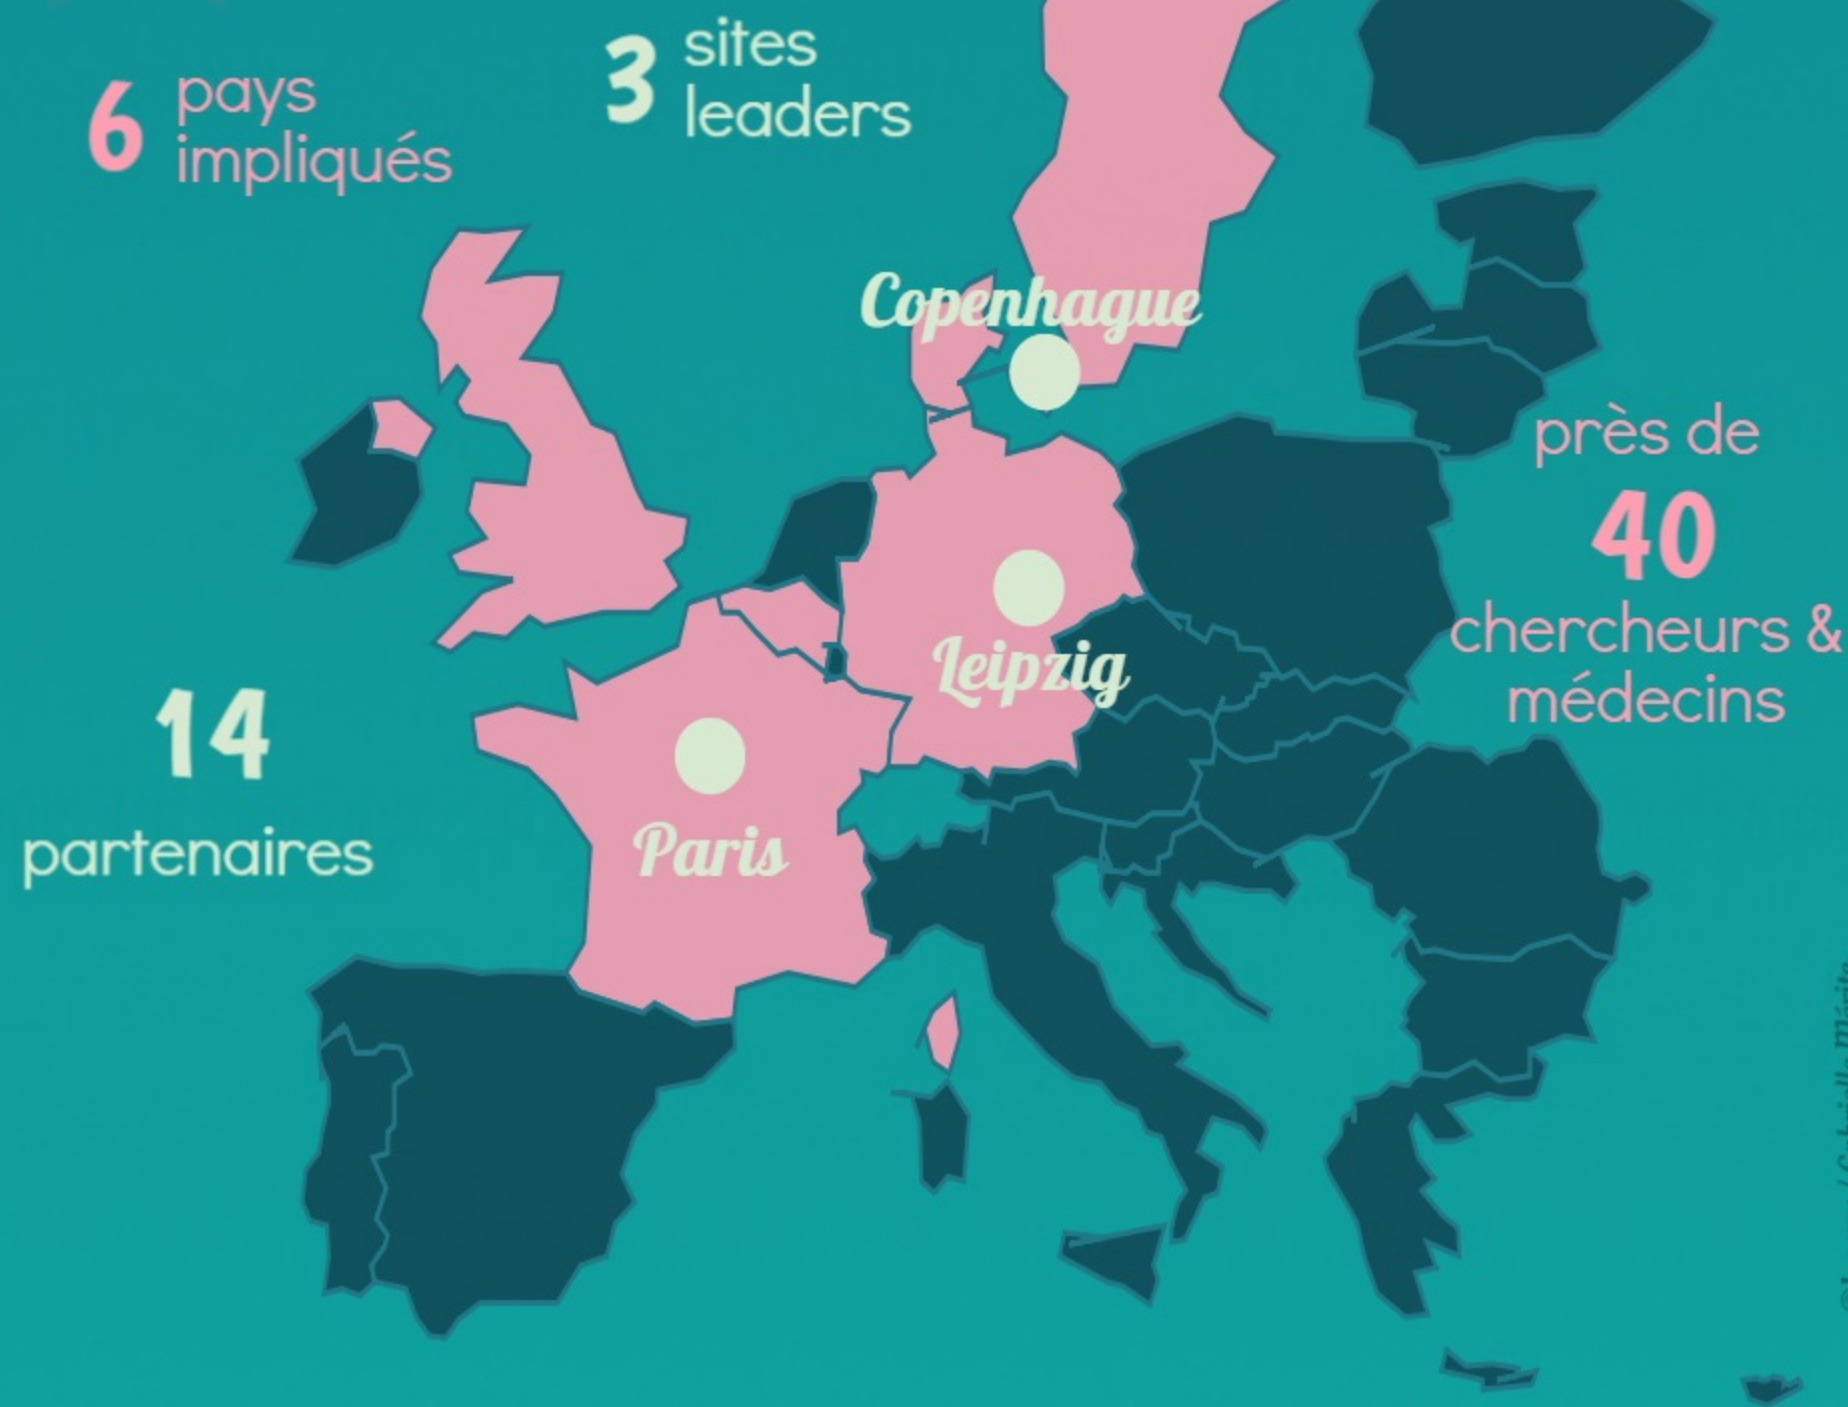 6 pays
impliqués
3 sites
leaders
Copenhague
près de
40
chercheurs &
médecins
Leipzig
14
partenaires
Paris